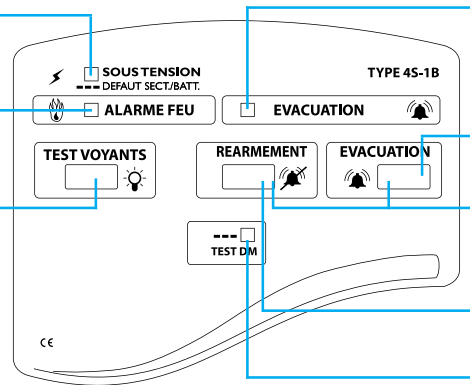 SOUS TENSION
TYPE 4S-1B
DEFAUT SECT./BATT.
ALARME FEU
EVACUATION
TEST VOYANTS
REARMEMENT
EVACUATION
TEST DM
CE